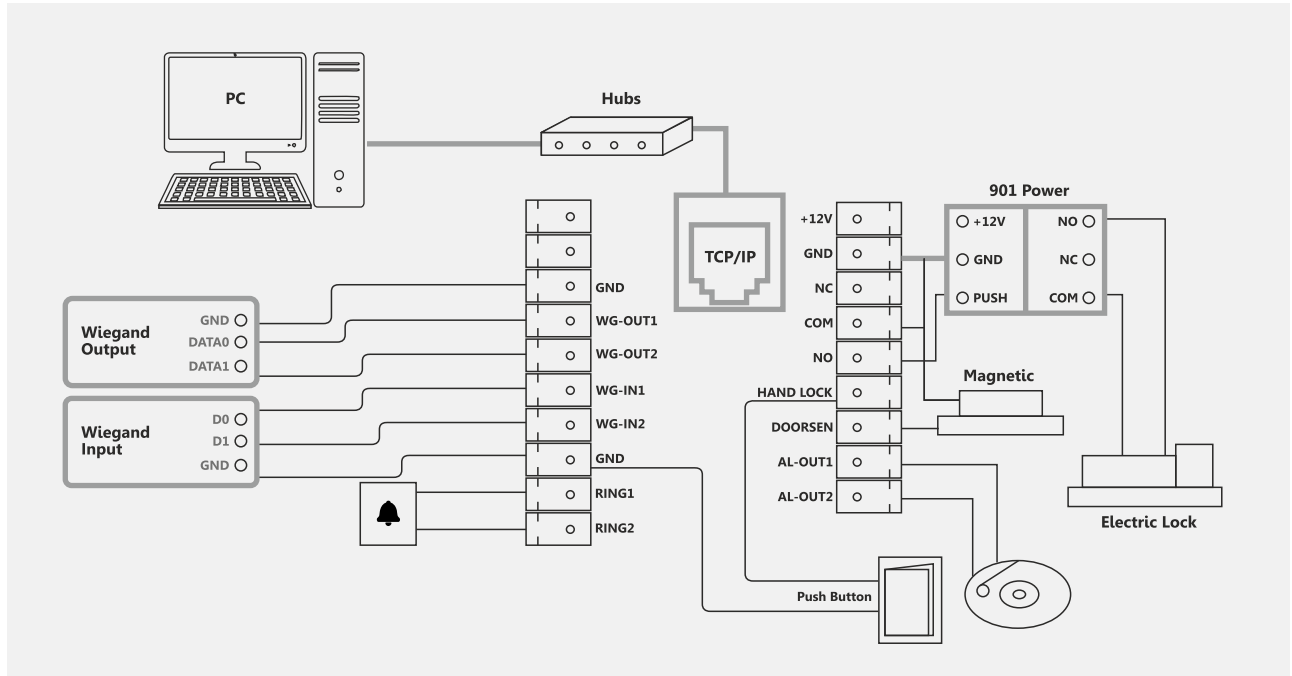 PC
Hubs
TCP/IP
Wiegand
Output
GND
DATA0
DATA1
Wiegand
Input
D0
D1
GND
GND
WG-OUT1
WG-OUT2
WG-IN1
WG-IN2
GND
RING1
RING2
+12V
GND
NC
COM
NO
HAND LOCK
DOORSEN
AL-OUT1
AL-OUT2
901 Power
+12V
GND
PUSH
NO
NC
COM
Magnetic
Electric Lock
Push Button